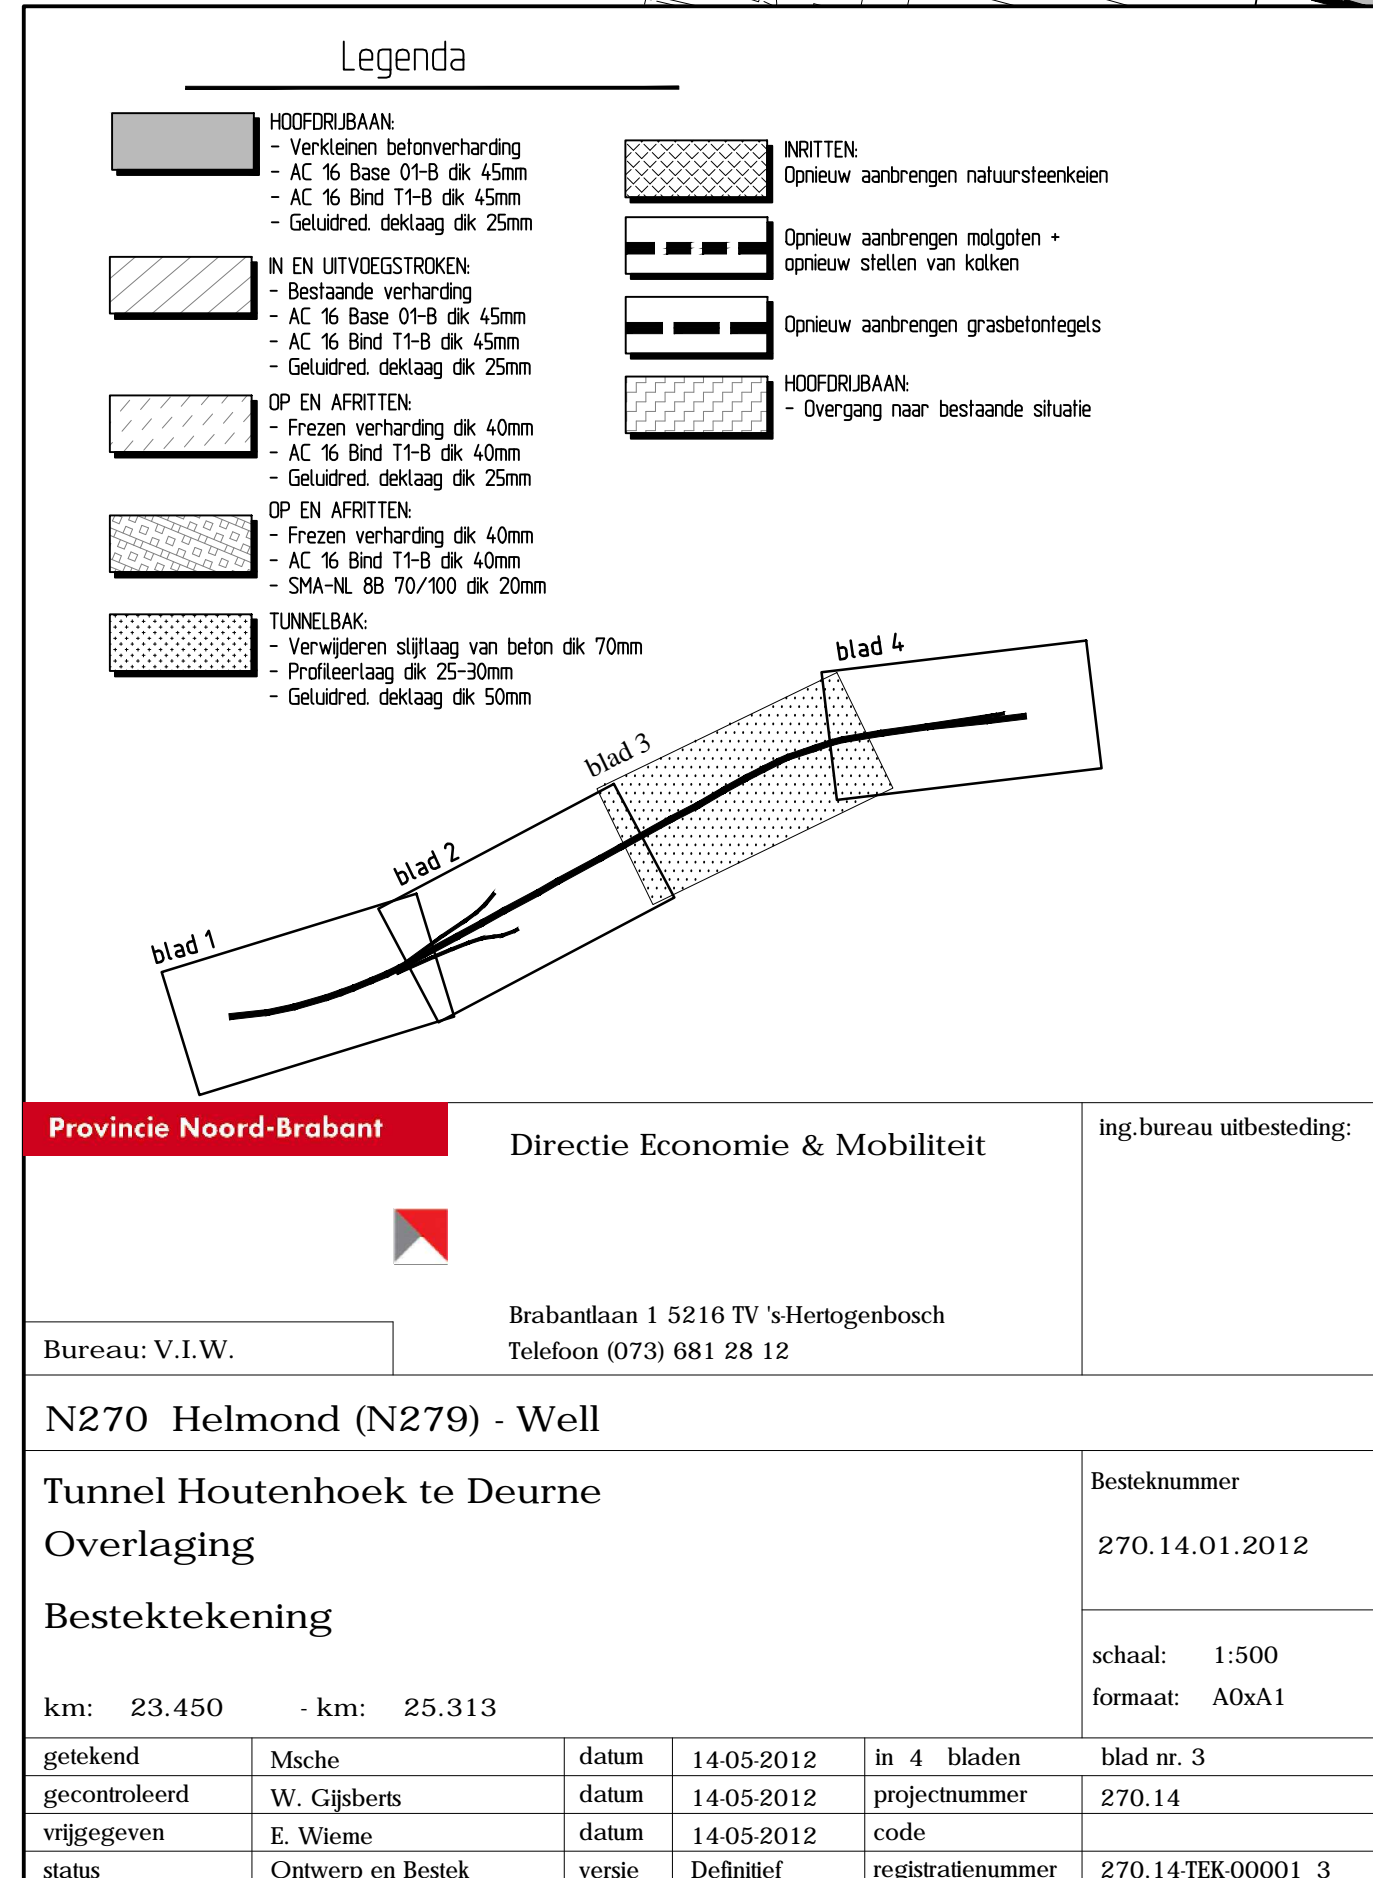 Legenda
HOOFDRIJBAAN:
- Verkleinen betonverharding
- AC 16 Base 01-B dik 45mm
- AC 16 Bind T1-B dik 45mm
- Geluidred. deklaag dik 25mm
IN EN UITVOEGSTROKEN:
- Bestaande verharding
- AC 16 Base 01-B dik 45mm
- AC 16 Bind T1-B dik 45mm
- Geluidred. deklaag dik 25mm
OP EN AFRITTEN:
- Frezen verharding dik 40mm
- AC 16 Bind T1-B dik 40mm
- Geluidred. deklaag dik 25mm
OP EN AFRITTEN:
- Frezen verharding dik 40mm
- AC 16 Bind T1-B dik 40mm
- SMA-NL 8B 70/100 dik 20mm
TUNNELBAK:
- Verwijderen slijtlaag van beton dik 70mm
- Profileerlaag dik 25-30mm
- Geluidred. deklaag dik 50mm
INRITTEN:
Opnieuw aanbrengen natuursteenkeien
Opnieuw aanbrengen molgoten +
opnieuw stellen van kolken
Opnieuw aanbrengen grasbetontegels
HOOFDRIJBAAN:
- Overgang naar bestaande situatie
blad 4
blad 3
blad 2
blad 1
Provincie Noord-Brabant
Directie Economie & Mobiliteit
ing.bureau uitbesteding:
Brabantlaan 1 5216 TV 's-Hertogenbosch
Bureau: V.I.W.
Telefoon (073) 681 28 12
N270 Helmond (N279) - Well
Tunnel Houtenhoek te Deurne
Overlaging
Bestektekening
Besteknummer
270.14.01.2012
schaal: 1:500
formaat: A0xA1
km: 23.450 - km: 25.313
getekend Msche datum 14-05-2012 in 4 bladen blad nr. 3
gecontroleerd W. Gijsberts datum 14-05-2012 projectnummer 270.14
vrijgegeven E. Wieme datum 14-05-2012 code
status Ontwerp en Bestek versie Definitief registratienummer 270.14-TEK-00001_3